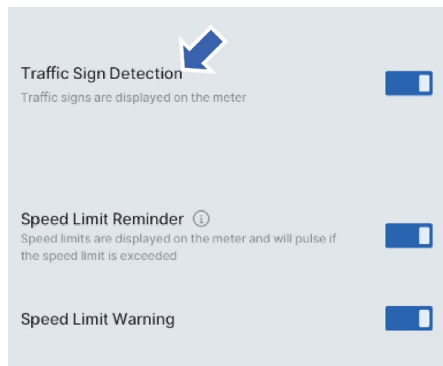 Traffic Sign Detection
Traffic signs are displayed on the meter
Speed Limit Reminder
Speed limits are displayed on the meter and will pulse if
the speed limit is exceeded
Speed Limit Warning